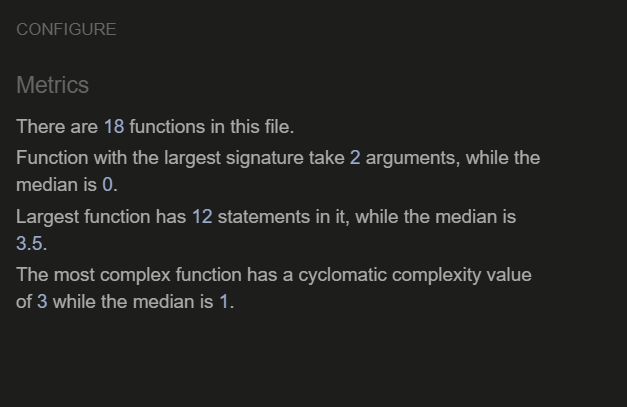 CONFIGURE
Metrics
There are 18 functions in this file.
Function with the largest signature take 2 arguments, while the
median is 0.
Largest function has 12 statements in it, while the median is
3.5.
The most complex function has a cyclomatic complexity value
of 3 while the median is 1.